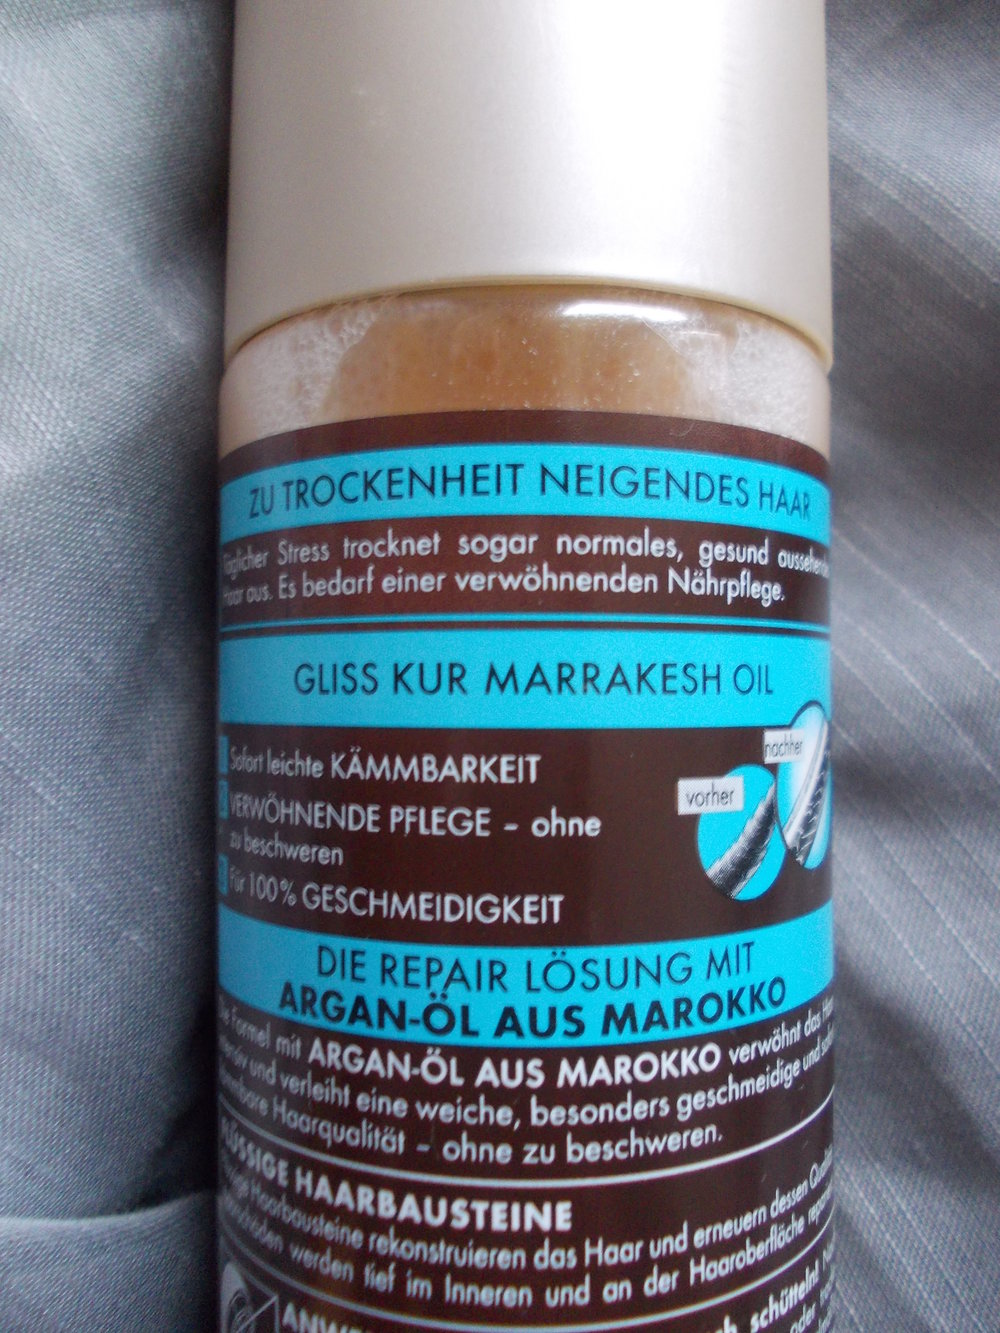 ZU TROCKENHEIT NEIGENDES HAAR
Täglicher Stress trocknet sogar normales, gesund aussehendes
Haar aus. Es bedarf einer verwöhnenden Nährpflege.
GLISS KUR MARRAKESH OIL
Sofort leichte KÄMMBARKEIT
VERWÖHNENDE PFLEGE – ohne
zu beschweren
Für 100% GESCHMEIDIGKEIT
vorher
nachher
DIE REPAIR LÖSUNG MIT
ARGAN-ÖL AUS MAROKKO
Formel mit ARGAN-ÖL AUS MAROKKO verwöhnt das
und verleiht eine weiche, besonders geschmeidige und
Haarqualität – ohne zu beschweren.
FLÜSSIGE HAARBAUSTEINE
Haarbausteine rekonstruieren das Haar und erneuern dessen
werden tief im Inneren und an der Haaroberfläche
schütteln!
oder